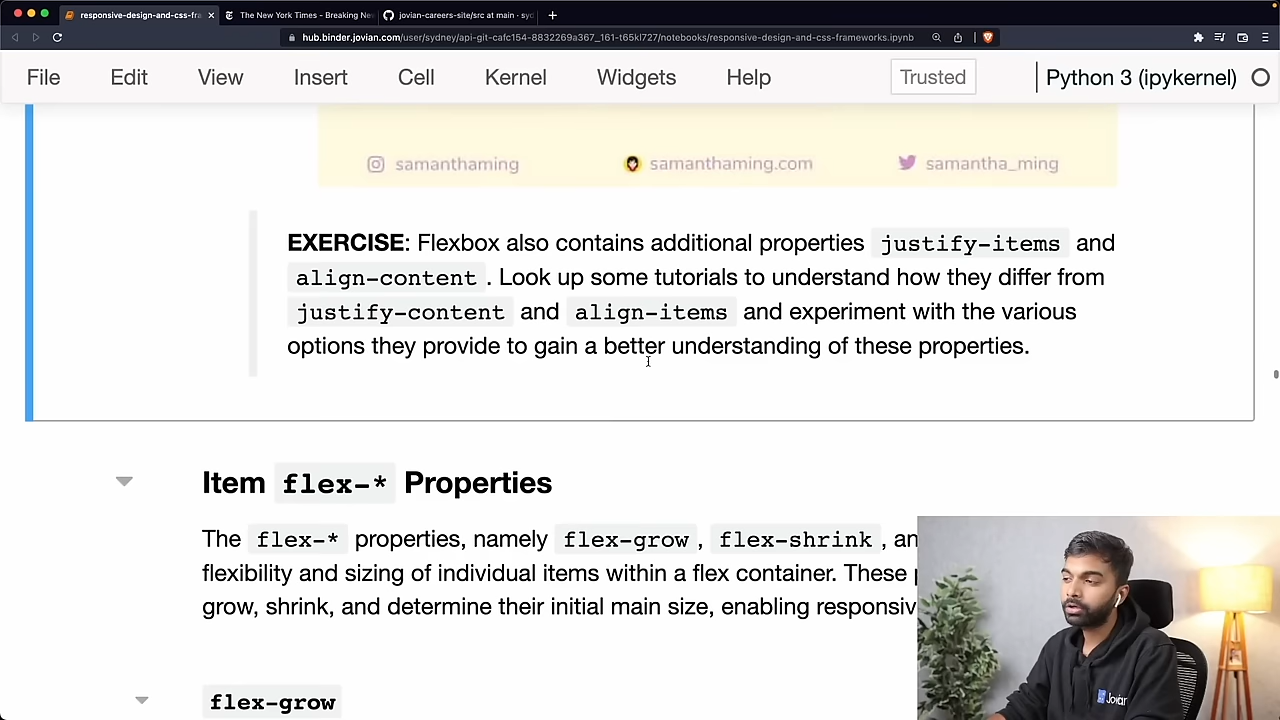 responsive-design-and-css-fra
The New York Times - Breaking Ne
jovian-careers-site/src at main · sy
hub.binder.jovian.com/user/sydney/api-git-cafc154-8832269a367_161-t65kl727/notebooks/responsive-design-and-css-frameworks.ipynb
File Edit View Insert Cell Kernel Widgets Help Trusted Python 3 (ipykernel)
samanthaming samanthaming.com samantha_ming
EXERCISE: Flexbox also contains additional properties justify-items and
align-content. Look up some tutorials to understand how they differ from
justify-content and align-items and experiment with the various
options they provide to gain a better understanding of these properties.
Item flex-* Properties
The flex-* properties, namely flex-grow, flex-shrink, an
flexibility and sizing of individual items within a flex container. These
grow, shrink, and determine their initial main size, enabling responsiv
flex-grow
Jovian